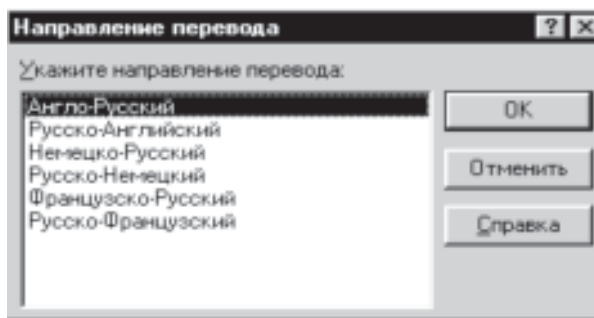 Направление перевода
Укажите направление перевода:
Англо-Русский
Русско-Английский
Немецко-Русский
Русско-Немецкий
Французско-Русский
Русско-Французский
OK
Отменить
Справка